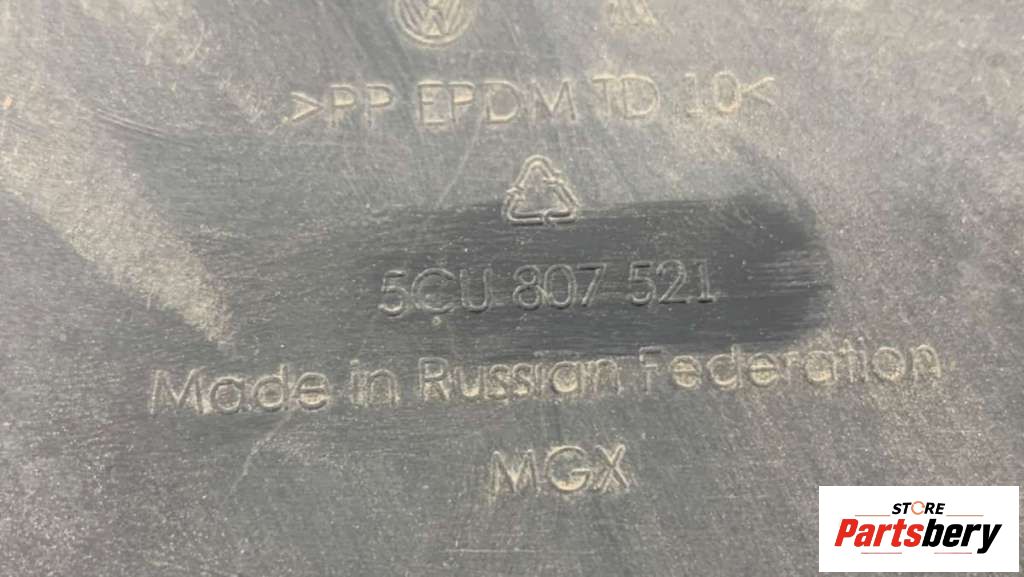 >PP EPDM TD 10<
5CU 807 521
Made in Russian Federation
MGX
STORE
Partsbery